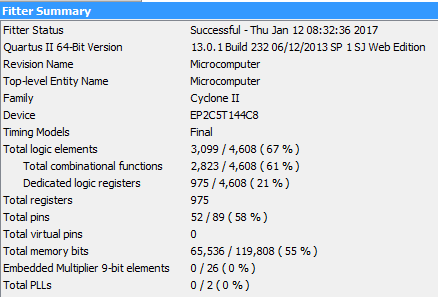 Fitter Summary
Fitter Status Successful - Thu Jan 12 08:32:36 2017
Quartus II 64-Bit Version 13.0.1 Build 232 06/12/2013 SP 1 SJ Web Edition
Revision Name Microcomputer
Top-level Entity Name Microcomputer
Family Cyclone II
Device EP2C5T144C8
Timing Models Final
Total logic elements 3,099 / 4,608 ( 67 % )
Total combinational functions 2,823 / 4,608 ( 61 % )
Dedicated logic registers 975 / 4,608 ( 21 % )
Total registers 975
Total pins 52 / 89 ( 58 % )
Total virtual pins 0
Total memory bits 65,536 / 119,808 ( 55 % )
Embedded Multiplier 9-bit elements 0 / 26 ( 0 % )
Total PLLs 0 / 2 ( 0 % )